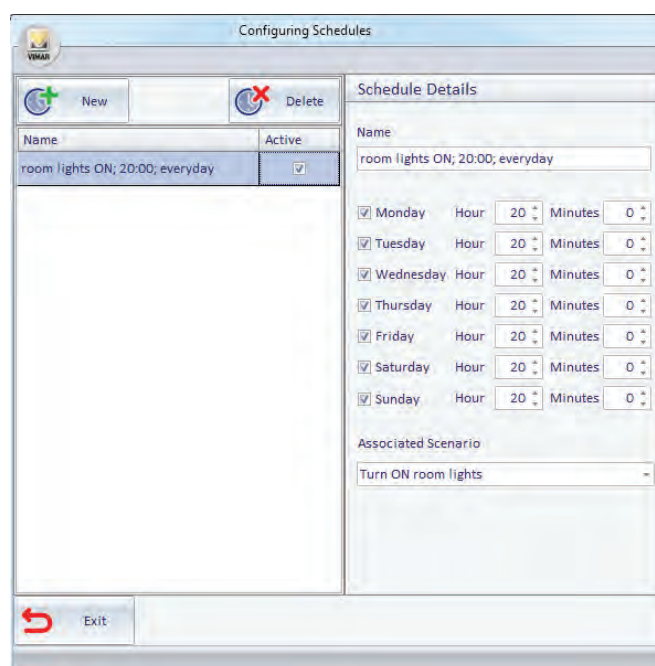 Configuring Schedules
VIMAR
New
Delete
Name Active
room lights ON; 20:00; everyday
Schedule Details
Name
room lights ON; 20:00; everyday
Monday Hour 20 Minutes 0
Tuesday Hour 20 Minutes 0
Wednesday Hour 20 Minutes 0
Thursday Hour 20 Minutes 0
Friday Hour 20 Minutes 0
Saturday Hour 20 Minutes 0
Sunday Hour 20 Minutes 0
Associated Scenario
Turn ON room lights
Exit